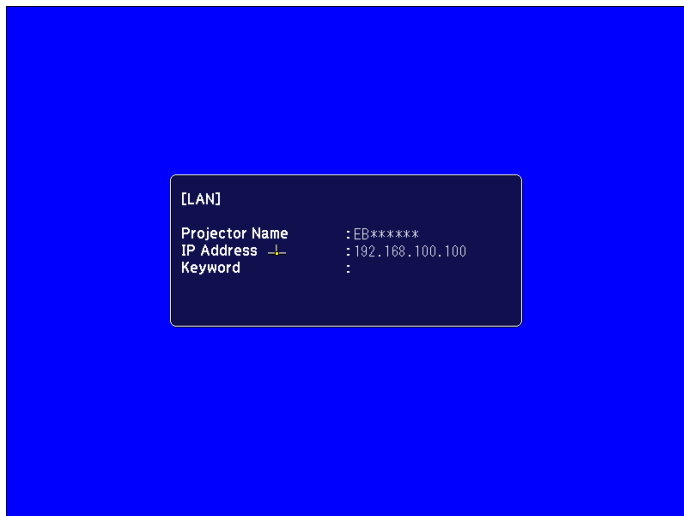 [LAN]
Projector Name :EB******
IP Address :192.168.100.100
Keyword :